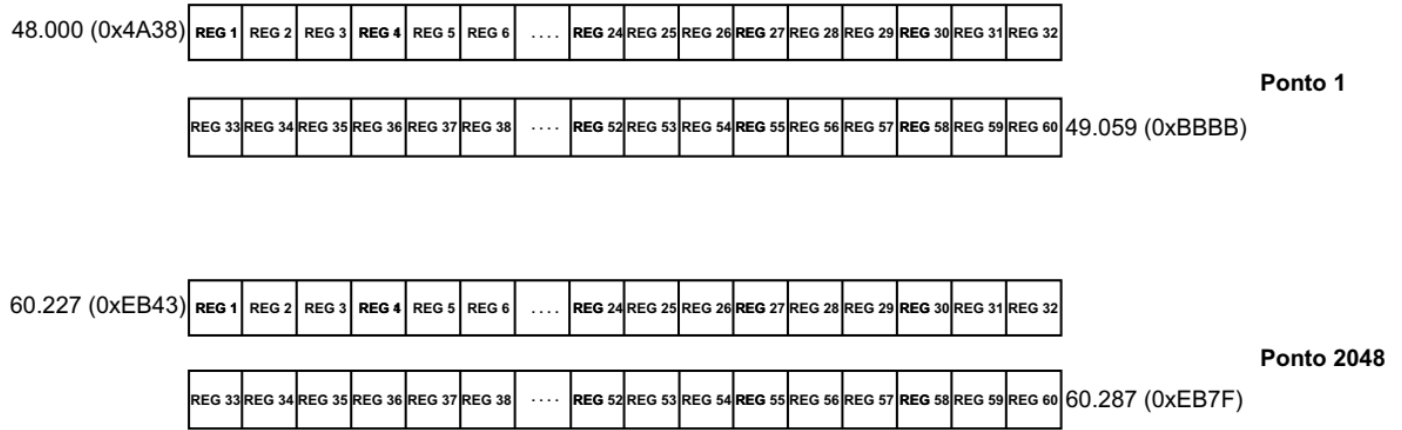 48.000 (0x4A38) REG 1 REG 2 REG 3 REG 4 REG 5 REG 6 .... REG 24 REG 25 REG 26 REG 27 REG 28 REG 29 REG 30 REG 31 REG 32
Ponto 1
REG 33 REG 34 REG 35 REG 36 REG 37 REG 38 .... REG 52 REG 53 REG 54 REG 55 REG 56 REG 57 REG 58 REG 59 REG 60 49.059 (0xBBBB)
60.227 (0xEB43) REG 1 REG 2 REG 3 REG 4 REG 5 REG 6 .... REG 24 REG 25 REG 26 REG 27 REG 28 REG 29 REG 30 REG 31 REG 32
Ponto 2048
REG 33 REG 34 REG 35 REG 36 REG 37 REG 38 .... REG 52 REG 53 REG 54 REG 55 REG 56 REG 57 REG 58 REG 59 REG 60 60.287 (0xEB7F)